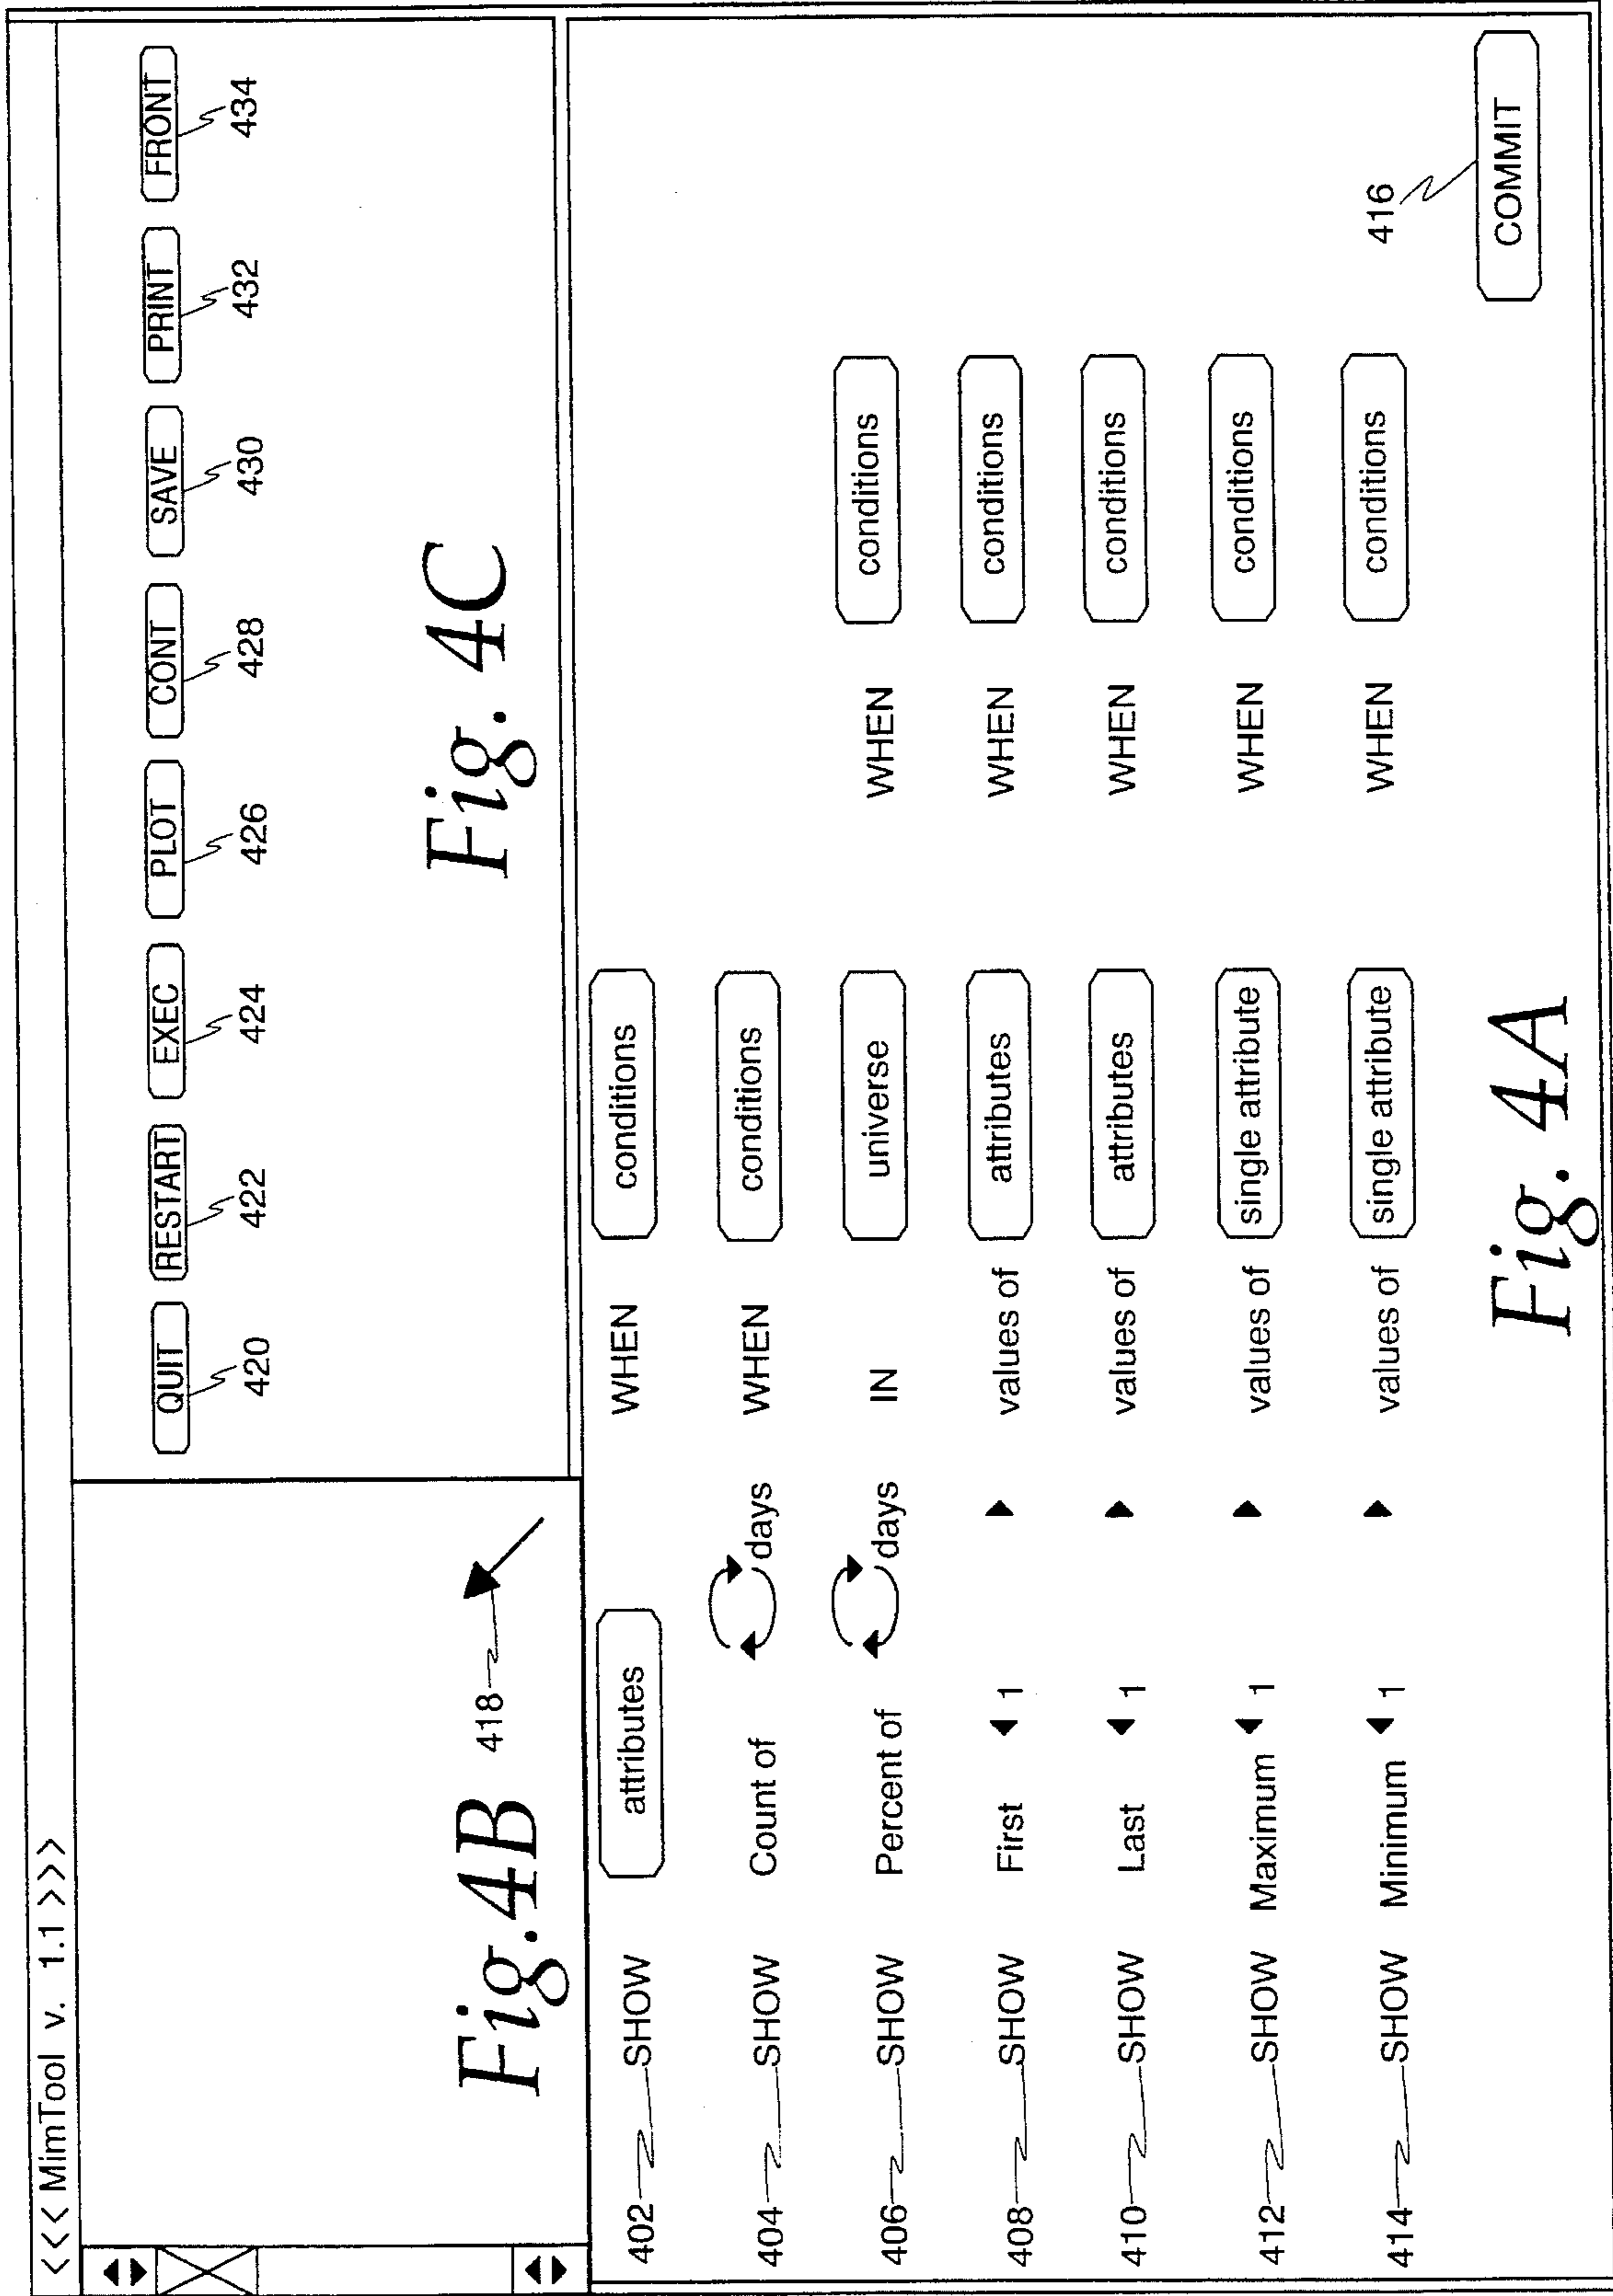 <<< MimTool v. 1.1 >>>
QUIT RESTART EXEC PLOT CONT SAVE PRINT FRONT
420 422 424 426 428 430 432 434
418
Fig.4B
Fig. 4C
402 SHOW attributes WHEN conditions
404 SHOW Count of days WHEN conditions
406 SHOW Percent of days IN universe WHEN conditions
408 SHOW First 1 values of attributes WHEN conditions
410 SHOW Last 1 values of attributes WHEN conditions
412 SHOW Maximum 1 values of single attribute WHEN conditions
414 SHOW Minimum 1 values of single attribute WHEN conditions
416
COMMIT
Fig. 4A